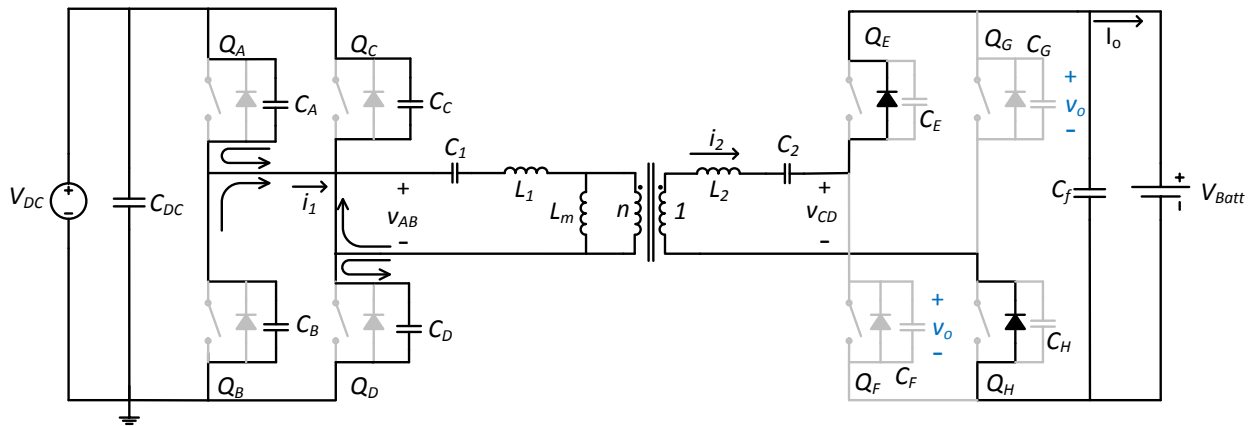 Q_A
Q_C
Q_E
Q_G
C_G
I_o
+
v_o
-
C_A
C_C
C_E
C_1
i_2
C_2
V_DC
+
-
C_DC
i_1
+
v_AB
-
L_1
L_m
n
1
L_2
+
v_CD
-
C_f
+
-
V_Batt
C_B
C_D
+
v_o
-
C_H
Q_B
Q_D
Q_F
C_F
Q_H